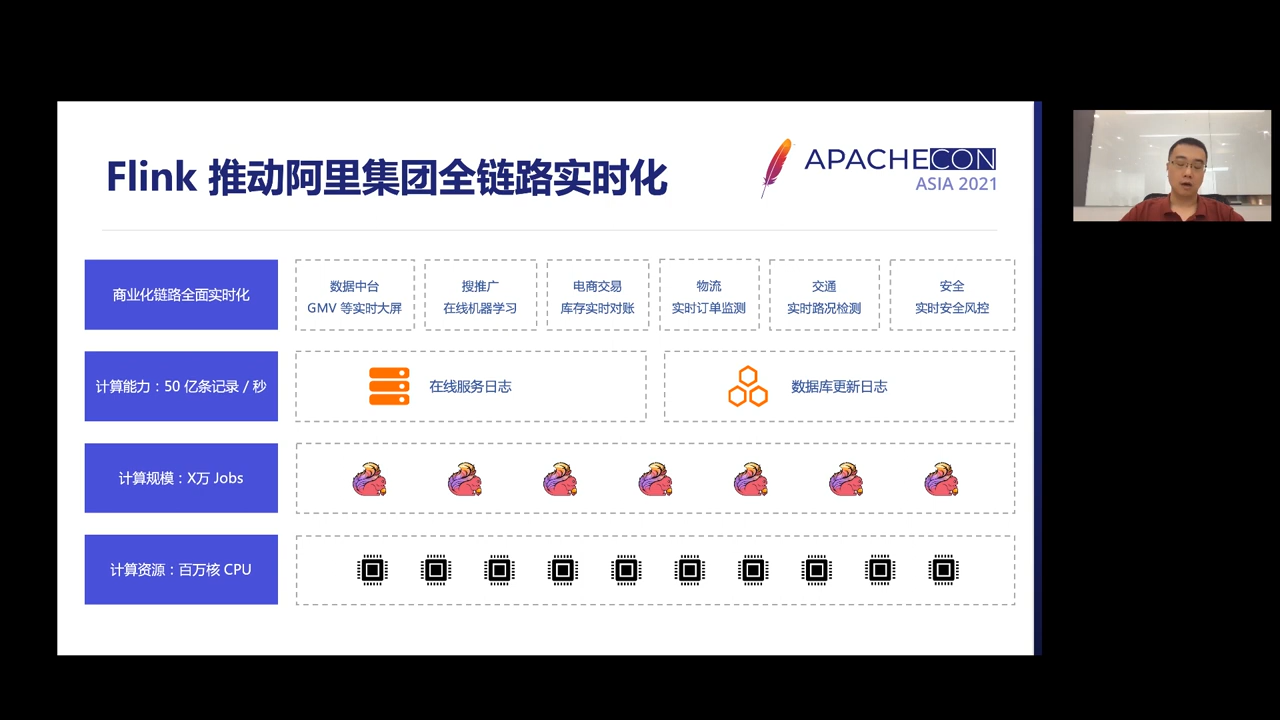 Flink 推动阿里集团全链路实时化
APACHECON
ASIA 2021
商业化链路全面实时化
数据中台
GMV 等实时大屏
搜推广
在线机器学习
电商交易
库存实时对账
物流
实时订单监测
交通
实时路况检测
安全
实时安全风控
计算能力：50 亿条记录 / 秒
在线服务日志
数据库更新日志
计算规模：X万 Jobs
计算资源：百万核 CPU